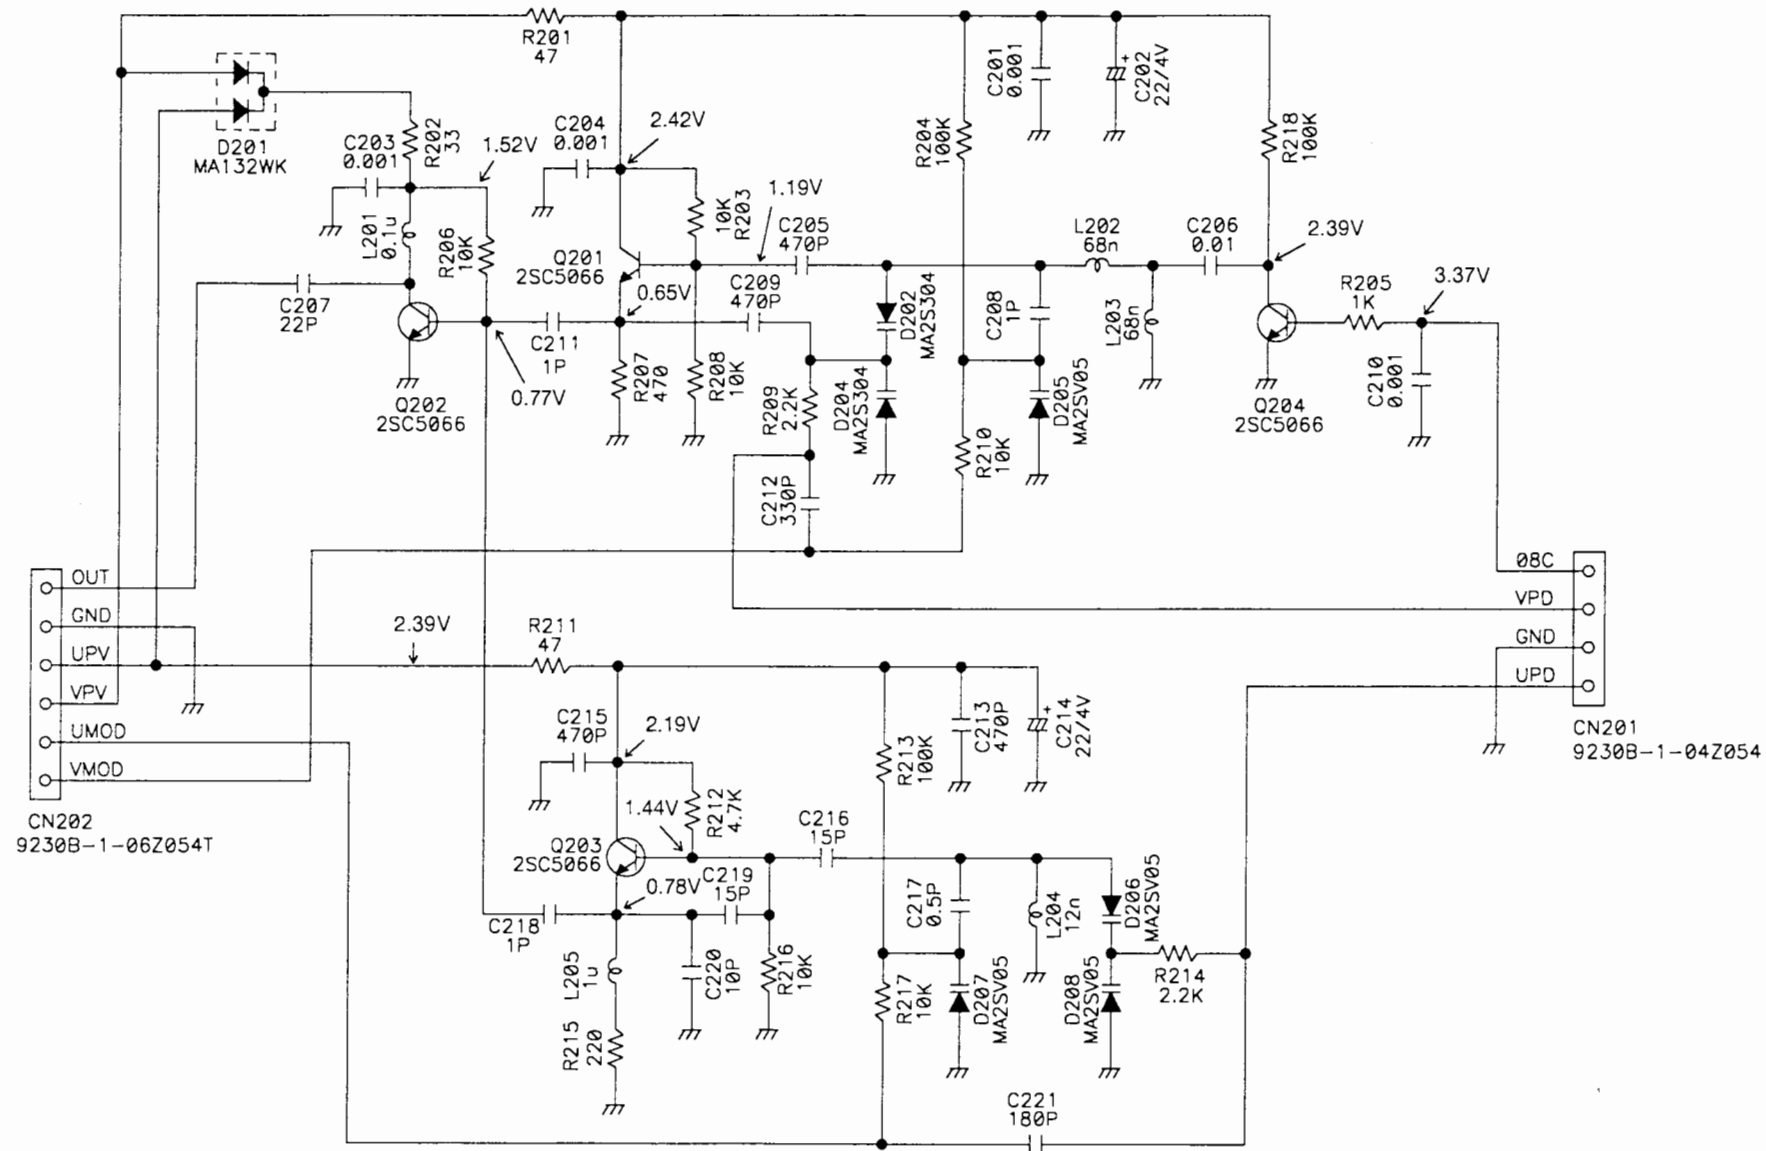 R201
47
D201
MA132WK
C203
0.001
R202
33
1.52V
C204
0.001
2.42V
L201
0.1u
R206
10K
C207
22P
Q202
2SC5066
0.77V
C211
1P
Q201
2SC5066
0.65V
10K
R203
1.19V
C205
470P
C209
470P
R207
470
R208
10K
R209
2.2K
C212
330P
D202
MA2S304
D204
MA2S304
R204
100K
C201
0.001
C202
+
22/4V
R218
100K
L202
68n
C206
0.01
2.39V
C208
1P
L203
68n
D205
MA2SV05
R210
10K
Q204
2SC5066
R205
1K
3.37V
C210
0.001
OUT
GND
UPV
VPV
UMOD
VMOD
CN202
9230B-1-06Z054T
08C
VPD
GND
UPD
CN201
9230B-1-04Z054
2.39V
R211
47
C215
470P
2.19V
1.44V
R212
4.7K
Q203
2SC5066
0.78V
C219
15P
C216
15P
C218
1P
L205
1u
R215
220
C220
10P
R216
10K
R213
100K
C213
470P
C214
+
22/4V
C217
0.5P
L204
12n
D206
MA2SV05
R217
10K
D207
MA2SV05
D208
MA2SV05
R214
2.2K
C221
180P